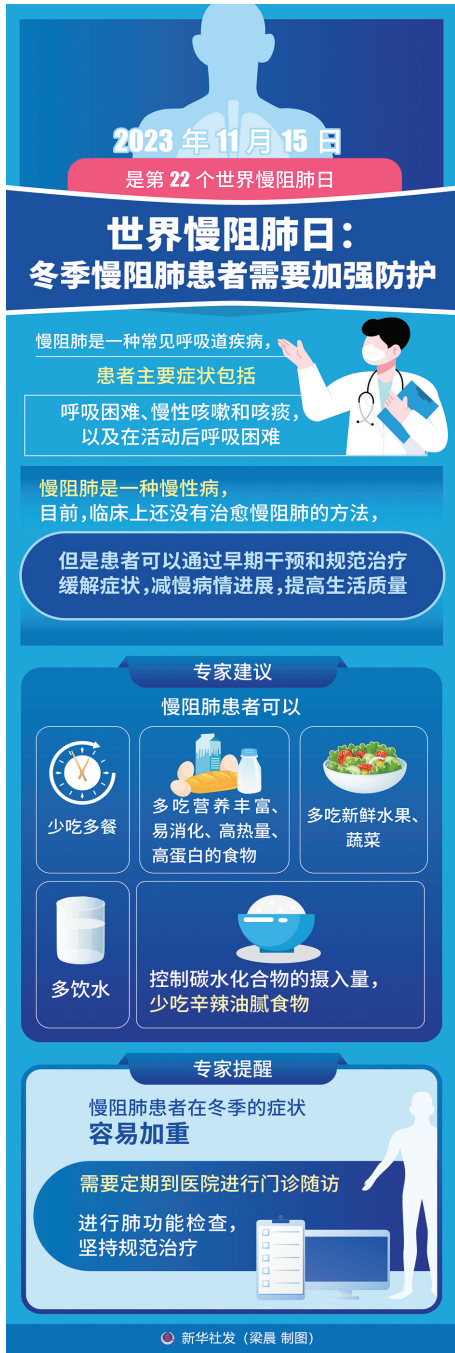 2023 年 11 月 15 日
是第 22 个世界慢阻肺日
世界慢阻肺日：
冬季慢阻肺患者需要加强防护
慢阻肺是一种常见呼吸道疾病，
患者主要症状包括
呼吸困难、慢性咳嗽和咳痰，
以及在活动后呼吸困难
慢阻肺是一种慢性病，
目前，临床上还没有治愈慢阻肺的方法，
但是患者可以通过早期干预和规范治疗
缓解症状，减慢病情进展，提高生活质量
专家建议
慢阻肺患者可以
少吃多餐
多吃营养丰富、
易消化、高热量、
高蛋白的食物
多吃新鲜水果、
蔬菜
多饮水
控制碳水化合物的摄入量，
少吃辛辣油腻食物
专家提醒
慢阻肺患者在冬季的症状
容易加重
需要定期到医院进行门诊随访
进行肺功能检查，
坚持规范治疗
新华社发（梁晨 制图）